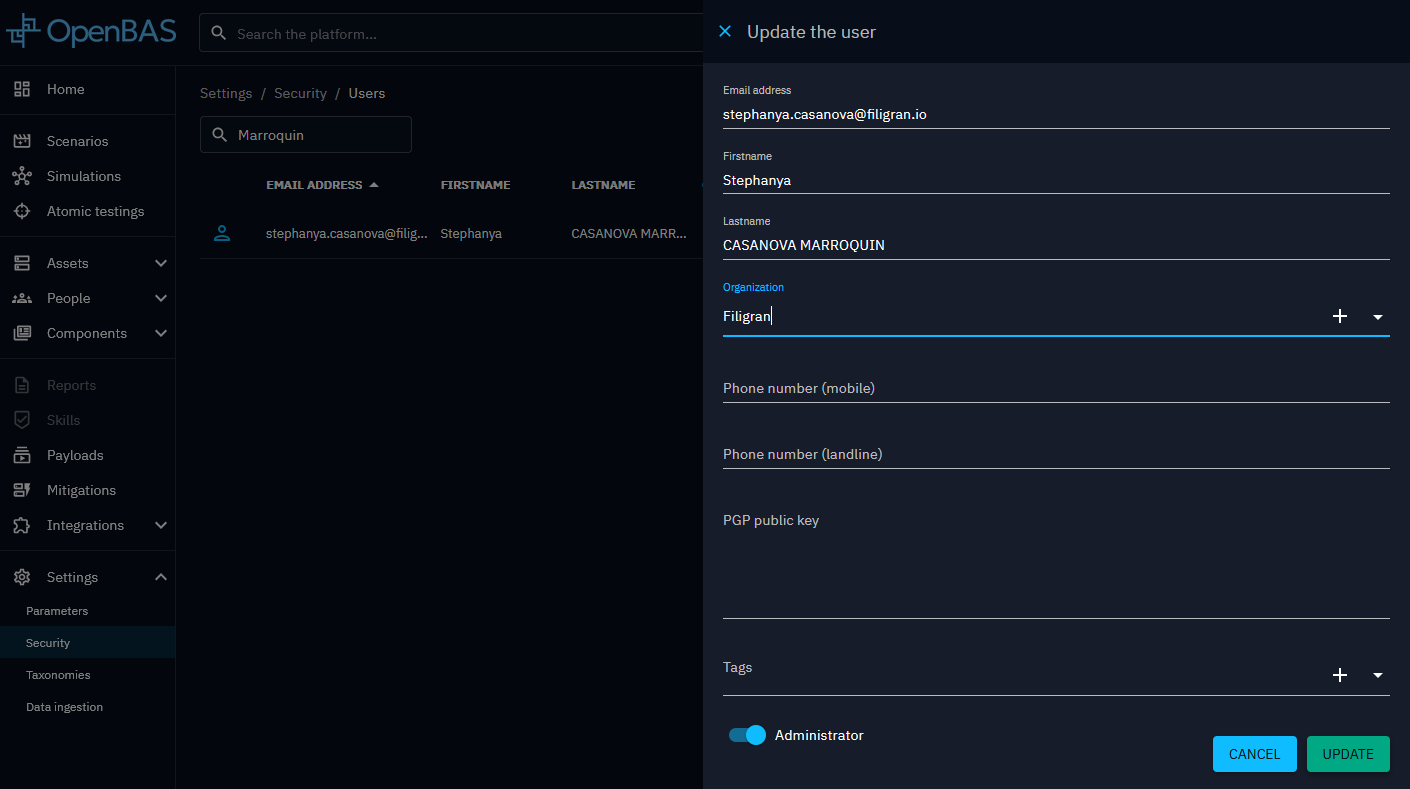 OpenBAS
Search the platform...
Home
Scenarios
Simulations
Atomic testings
Assets
People
Components
Reports
Skills
Payloads
Mitigations
Integrations
Settings
Parameters
Security
Taxonomies
Data ingestion
Settings / Security / Users
Marroquin
EMAIL ADDRESS FIRSTNAME LASTNAME
stephanya.casanova@filig... Stephanya CASANOVA MARR...
Update the user
Email address
stephanya.casanova@filigran.io
Firstname
Stephanya
Lastname
CASANOVA MARROQUIN
Organization
Filigran
Phone number (mobile)
Phone number (landline)
PGP public key
Tags
Administrator
CANCEL UPDATE